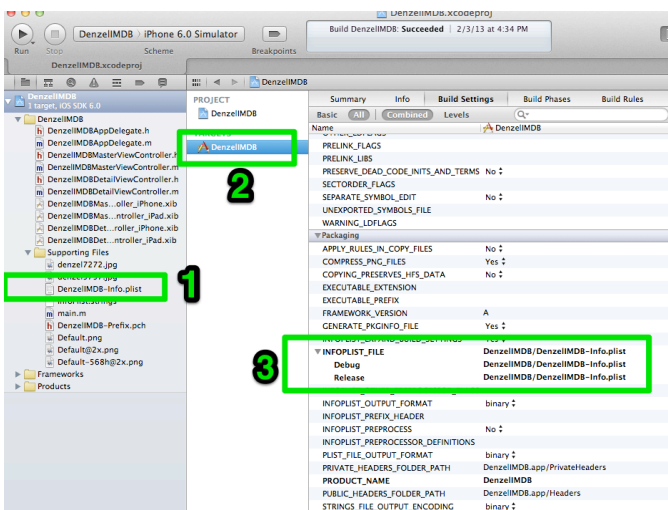 DenzelIMDB.xcodeproj
DenzelIMDB
iPhone 6.0 Simulator
Build DenzelIMDB: Succeeded | 2/3/13 at 4:34 PM
Run
Stop
Scheme
Breakpoints
DenzelIMDB.xcodeproj
DenzelIMDB
DenzelIMDB
1 target, iOS SDK 6.0
DenzelIMDB
h DenzelIMDBAppDelegate.h
m DenzelIMDBAppDelegate.m
h DenzelIMDBMasterViewController.h
m DenzelIMDBMasterViewController.m
h DenzelIMDBDetailViewController.h
m DenzelIMDBDetailViewController.m
DenzelIMDBMas...oller_iPhone.xib
DenzelIMDBMas...ntroller_iPad.xib
DenzelIMDBDet...roller_iPhone.xib
DenzelIMDBDet...ntroller_iPad.xib
Supporting Files
denzel7272.jpg
DenzelIMDB-Info.plist
InfoPlist.strings
m main.m
h DenzelIMDB-Prefix.pch
Default.png
Default@2x.png
Default-568h@2x.png
Frameworks
Products
1
PROJECT
DenzelIMDB
TARGETS
DenzelIMDB
2
Summary Info Build Settings Build Phases Build Rules
Basic All Combined Levels
Name DenzelIMDB
OTHER_LDFLAGS
PRELINK_FLAGS
PRELINK_LIBS
PRESERVE_DEAD_CODE_INITS_AND_TERMS No
SECTORDER_FLAGS
SEPARATE_SYMBOL_EDIT No
UNEXPORTED_SYMBOLS_FILE
WARNING_LDFLAGS
Packaging
APPLY_RULES_IN_COPY_FILES No
COMPRESS_PNG_FILES Yes
COPYING_PRESERVES_HFS_DATA No
EXECUTABLE_EXTENSION
EXECUTABLE_PREFIX
FRAMEWORK_VERSION A
GENERATE_PKGINFO_FILE Yes
INFOPLIST_EXPAND_BUILD_SETTINGS Yes
3
INFOPLIST_FILE DenzelIMDB/DenzelIMDB-Info.plist
Debug DenzelIMDB/DenzelIMDB-Info.plist
Release DenzelIMDB/DenzelIMDB-Info.plist
INFOPLIST_OUTPUT_FORMAT binary
INFOPLIST_PREFIX_HEADER
INFOPLIST_PREPROCESS No
INFOPLIST_PREPROCESSOR_DEFINITIONS
PLIST_FILE_OUTPUT_FORMAT binary
PRIVATE_HEADERS_FOLDER_PATH DenzelIMDB.app/PrivateHeaders
PRODUCT_NAME DenzelIMDB
PUBLIC_HEADERS_FOLDER_PATH DenzelIMDB.app/Headers
STRINGS_FILE_OUTPUT_ENCODING binary